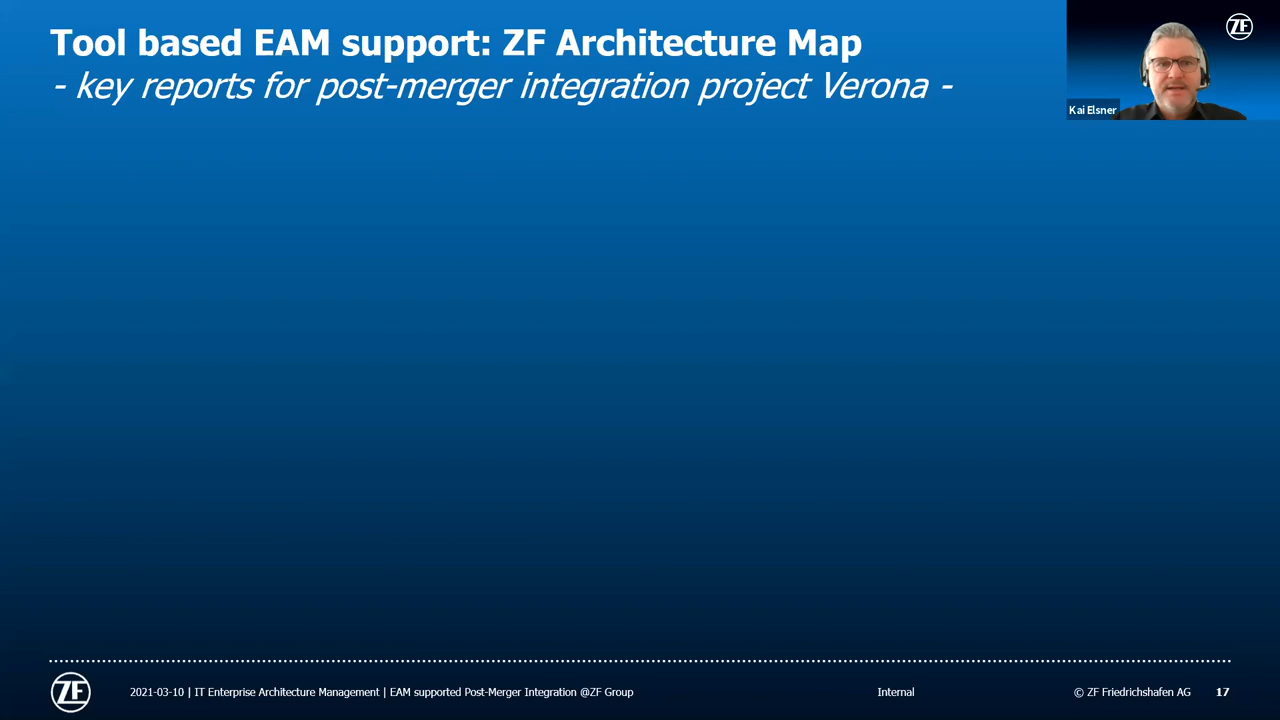 Tool based EAM support: ZF Architecture Map
- key reports for post-merger integration project Verona -
ZF
Kai Elsner
ZF
2021-03-10 | IT Enterprise Architecture Management | EAM supported Post-Merger Integration @ZF Group
Internal
© ZF Friedrichshafen AG
17